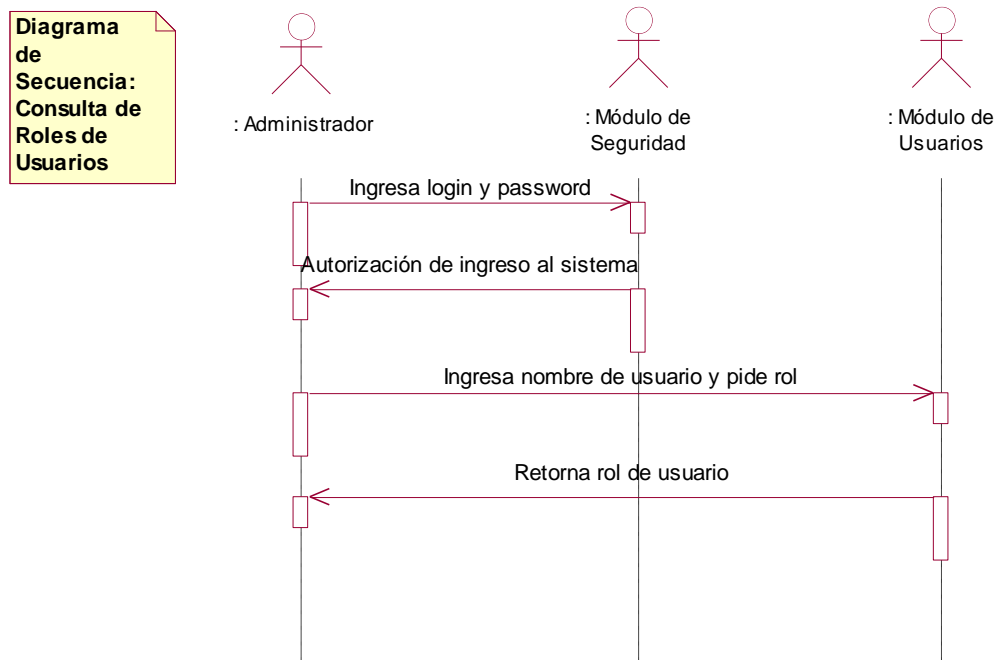 Diagrama
de
Secuencia:
Consulta de
Roles de
Usuarios
: Administrador
: Módulo de
Seguridad
: Módulo de
Usuarios
Ingresa login y password
Autorización de ingreso al sistema
Ingresa nombre de usuario y pide rol
Retorna rol de usuario